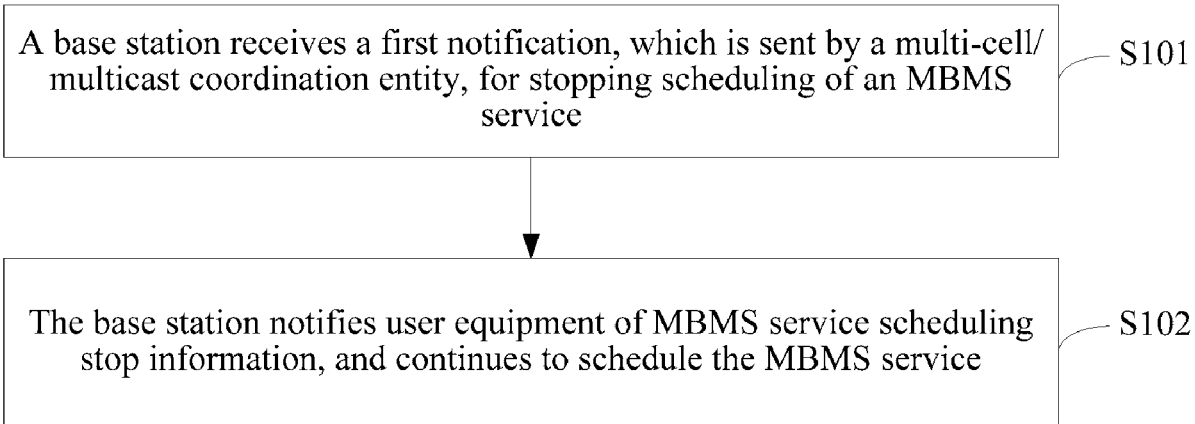 A base station receives a first notification, which is sent by a multi-cell/
multicast coordination entity, for stopping scheduling of an MBMS
service
S101
The base station notifies user equipment of MBMS service scheduling
stop information, and continues to schedule the MBMS service
S102